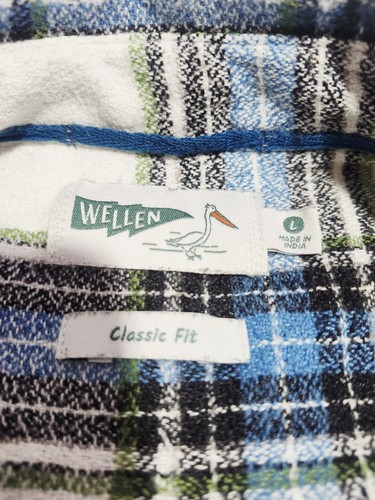 WELLEN
L
MADE IN
INDIA
Classic Fit